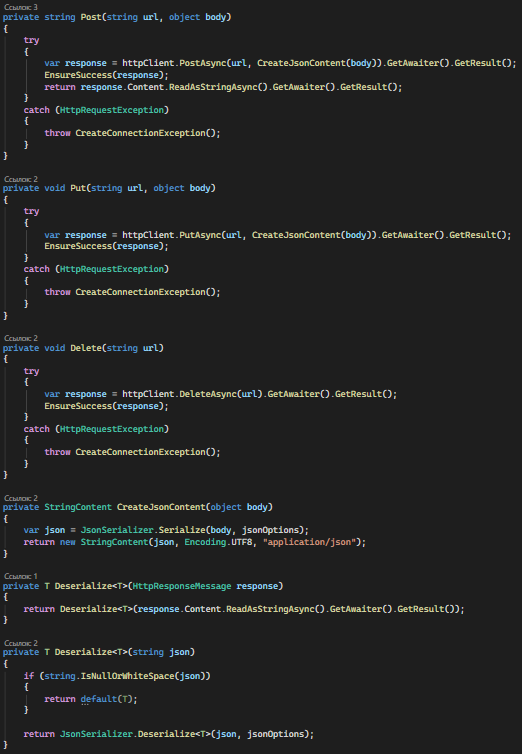 Ссылок: 3
private string Post(string url, object body)
{
    try
    {
        var response = httpClient.PostAsync(url, CreateJsonContent(body)).GetAwaiter().GetResult();
        EnsureSuccess(response);
        return response.Content.ReadAsStringAsync().GetAwaiter().GetResult();
    }
    catch (HttpRequestException)
    {
        throw CreateConnectionException();
    }
}
Ссылок: 2
private void Put(string url, object body)
{
    try
    {
        var response = httpClient.PutAsync(url, CreateJsonContent(body)).GetAwaiter().GetResult();
        EnsureSuccess(response);
    }
    catch (HttpRequestException)
    {
        throw CreateConnectionException();
    }
}
Ссылок: 2
private void Delete(string url)
{
    try
    {
        var response = httpClient.DeleteAsync(url).GetAwaiter().GetResult();
        EnsureSuccess(response);
    }
    catch (HttpRequestException)
    {
        throw CreateConnectionException();
    }
}
Ссылок: 2
private StringContent CreateJsonContent(object body)
{
    var json = JsonSerializer.Serialize(body, jsonOptions);
    return new StringContent(json, Encoding.UTF8, "application/json");
}
Ссылок: 1
private T Deserialize<T>(HttpResponseMessage response)
{
    return Deserialize<T>(response.Content.ReadAsStringAsync().GetAwaiter().GetResult());
}
Ссылок: 2
private T Deserialize<T>(string json)
{
    if (string.IsNullOrWhiteSpace(json))
    {
        return default(T);
    }
    return JsonSerializer.Deserialize<T>(json, jsonOptions);
}